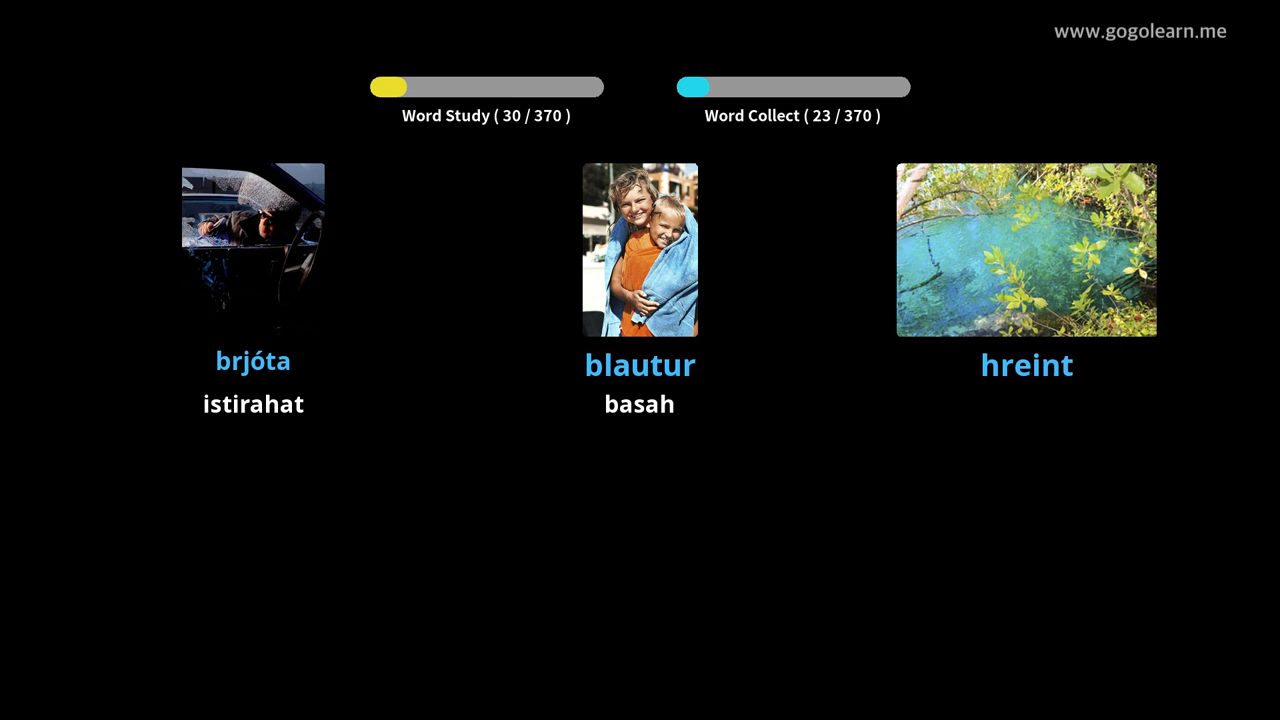 www.gogolearn.me
Word Study ( 30 / 370 )
Word Collect ( 23 / 370 )
brjóta
blautur
hreint
istirahat
basah